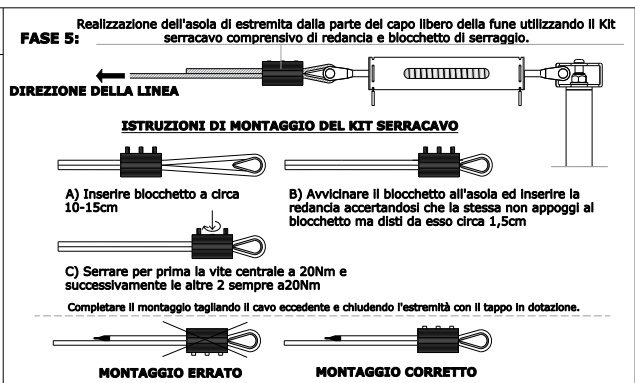 Realizzazione dell'asola di estremita dalla parte del capo libero della fune utilizzando il Kit
FASE 5:
serracavo comprensivo di redancia e blocchetto di serraggio.
DIREZIONE DELLA LINEA
ISTRUZIONI DI MONTAGGIO DEL KIT SERRACAVO
A) Inserire blocchetto a circa
10-15cm
B) Avvicinare il blocchetto all'asola ed inserire la
redancia accertandosi che la stessa non appoggi al
blocchetto ma disti da esso circa 1,5cm
C) Serrare per prima la vite centrale a 20Nm e
successivamente le altre 2 sempre a20Nm
Completare il montaggio tagliando il cavo eccedente e chiudendo l'estremità con il tappo in dotazione.
MONTAGGIO ERRATO
MONTAGGIO CORRETTO